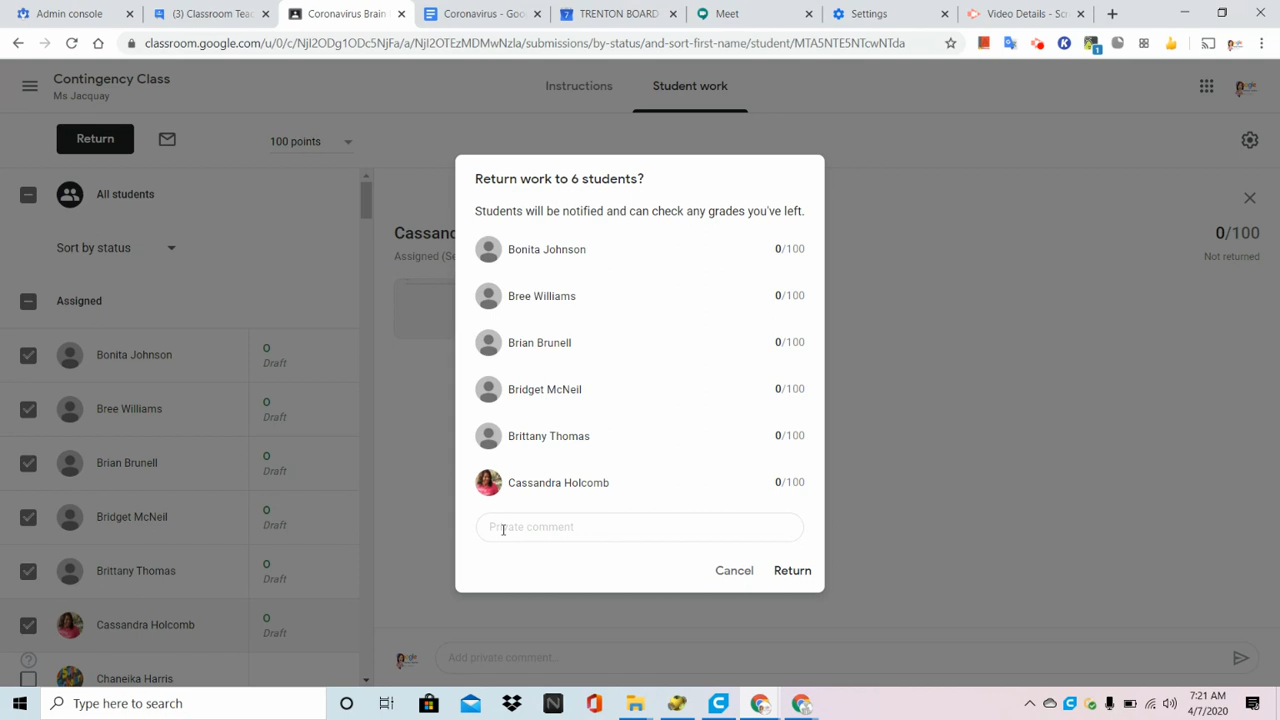 Admin console
(3) Classroom Tea
Coronavirus Brain
Coronavirus - Goo
TRENTON BOARD
Meet
Settings
Video Details - Scr
classroom.google.com/u/0/c/NjI2ODg1ODc5NjFa/a/NjI2OTEzMDMwNzla/submissions/by-status/and-sort-first-name/student/MTA5NTE5NTcwNTda
Contingency Class
Ms Jacquay
Instructions
Student work
Return
100 points
All students
Sort by status
Assigned
Bonita Johnson
0
Draft
Bree Williams
0
Draft
Brian Brunell
0
Draft
Bridget McNeil
0
Draft
Brittany Thomas
0
Draft
Cassandra Holcomb
0
Draft
Chaneika Harris
Cassand
0/100
Assigned (Se
Not returned
Return work to 6 students?
Students will be notified and can check any grades you've left.
Bonita Johnson 0/100
Bree Williams 0/100
Brian Brunell 0/100
Bridget McNeil 0/100
Brittany Thomas 0/100
Cassandra Holcomb 0/100
Private comment
Cancel Return
Add private comment...
Type here to search
7:21 AM
4/7/2020